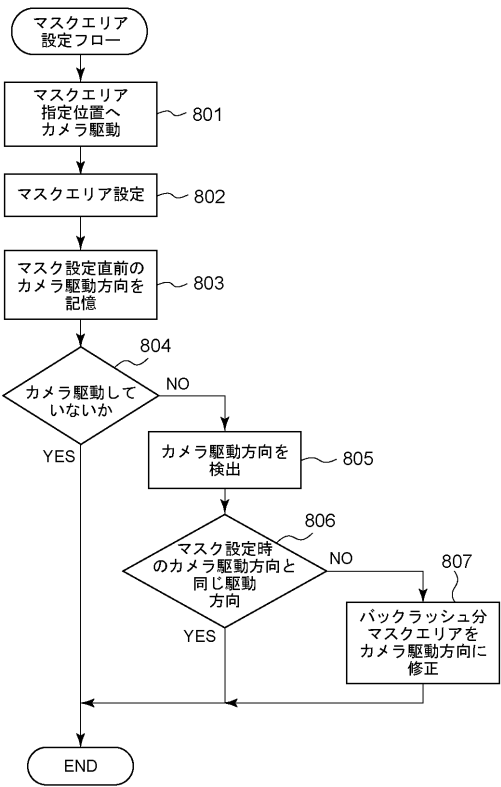 マスクエリア
設定フロー
マスクエリア
指定位置へ
カメラ駆動
801
マスクエリア設定
802
マスク設定直前の
カメラ駆動方向を
記憶
803
804
カメラ駆動して
いないか
NO
YES
カメラ駆動方向を
検出
805
806
マスク設定時
のカメラ駆動方向と
同じ駆動
方向
NO
YES
807
バックラッシュ分
マスクエリアを
カメラ駆動方向に
修正
END